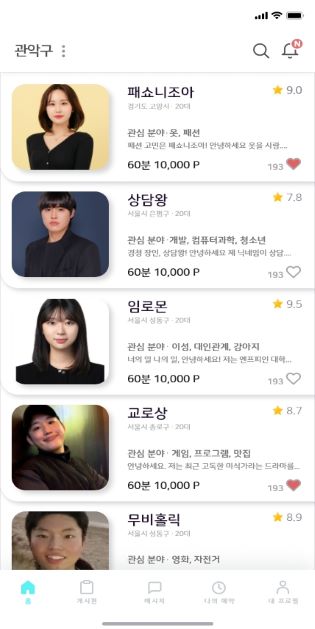 관악구
N
패쇼니조아
9.0
경기도 고양시 · 20대
관심 분야 · 옷, 패션
패션 고민은 패쇼니조아! 안녕하세요 옷을 사랑....
60분 10,000 P
193
상담왕
7.8
서울시 은평구 · 20대
관심 분야 · 개발, 컴퓨터과학, 청소년
경청 장인, 상담왕! 안녕하세요 제 닉네임이 상담....
60분 10,000 P
193
임로몬
9.5
서울시 성동구 · 20대
관심 분야 · 이성, 대인관계, 강아지
너의 일 나의 일, 안녕하세요! 저는 엔프피인 대학...
60분 10,000 P
193
교로상
8.7
서울시 종로구 · 20대
관심 분야 · 게임, 프로그램, 맛집
안녕하세요. 저는 최근 고독한 미식가라는 드라마를...
60분 10,000 P
193
무비홀릭
8.9
서울시 성동구 · 20대
관심 분야 · 영화, 자전거
홈
게시판
메시지
나의 예약
내 프로필